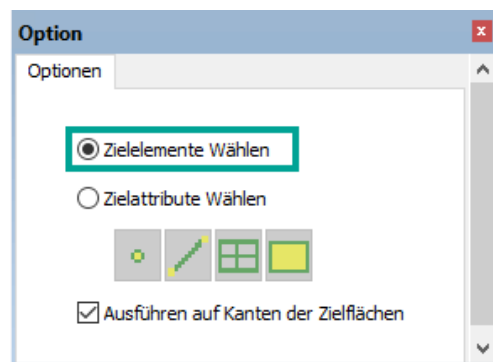 Option
Optionen
Zielelemente Wählen
Zielattribute Wählen
Ausführen auf Kanten der Zielflächen